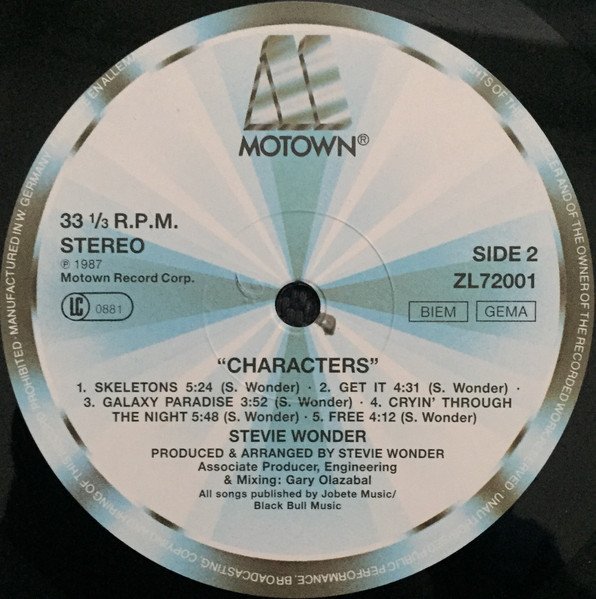 MOTOWN®
33 1/3 R.P.M.
STEREO
℗ 1987
Motown Record Corp.
LC 0881
SIDE 2
ZL72001
BIEM GEMA
"CHARACTERS"
1. SKELETONS 5:24 (S. Wonder) · 2. GET IT 4:31 (S. Wonder) ·
3. GALAXY PARADISE 3:52 (S. Wonder) · 4. CRYIN' THROUGH
THE NIGHT 5:48 (S. Wonder) · 5. FREE 4:12 (S. Wonder)
STEVIE WONDER
PRODUCED & ARRANGED BY STEVIE WONDER
Associate Producer, Engineering
& Mixing: Gary Olazabal
All songs published by Jobete Music/
Black Bull Music
AND OF THE OWNER OF THE RECORDED WORK
PUBLIC PERFORMANCE, BROADCASTING, COPYING
OF THIS
PROHIBITED · MANUFACTURED IN W. GERMANY